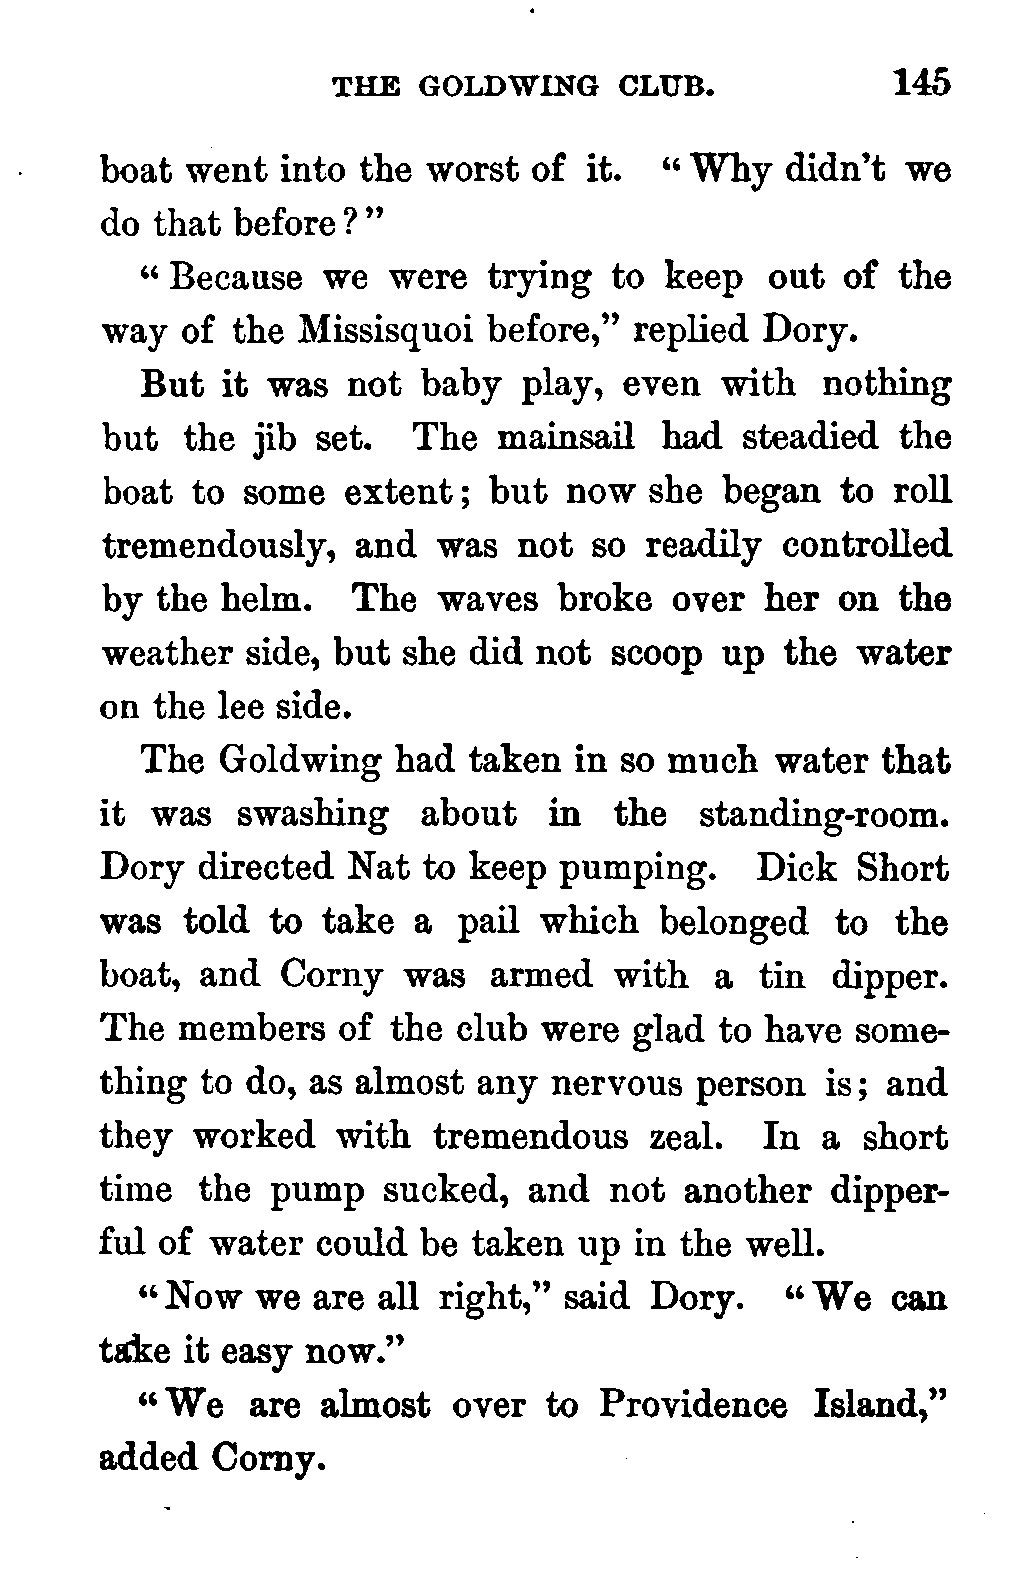 THE GOLDWING CLUB. 145
boat went into the worst of it. "Why didn't we
do that before?"
"Because we were trying to keep out of the
way of the Missisquoi before," replied Dory.
But it was not baby play, even with nothing
but the jib set. The mainsail had steadied the
boat to some extent; but now she began to roll
tremendously, and was not so readily controlled
by the helm. The waves broke over her on the
weather side, but she did not scoop up the water
on the lee side.
The Goldwing had taken in so much water that
it was swashing about in the standing-room.
Dory directed Nat to keep pumping. Dick Short
was told to take a pail which belonged to the
boat, and Corny was armed with a tin dipper.
The members of the club were glad to have some-
thing to do, as almost any nervous person is; and
they worked with tremendous zeal. In a short
time the pump sucked, and not another dipper-
ful of water could be taken up in the well.
"Now we are all right," said Dory. "We can
take it easy now."
"We are almost over to Providence Island,"
added Corny.